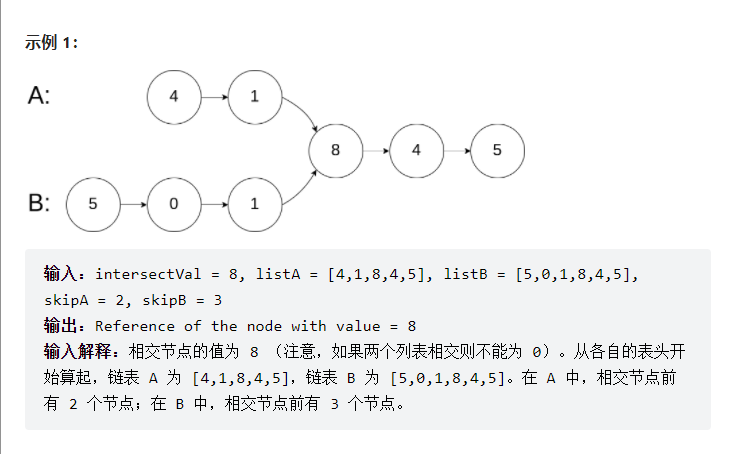 示例 1：
A: 4 1
8 4 5
B: 5 0 1
输入：intersectVal = 8, listA = [4,1,8,4,5], listB = [5,0,1,8,4,5],
skipA = 2, skipB = 3
输出：Reference of the node with value = 8
输入解释：相交节点的值为 8 （注意，如果两个列表相交则不能为 0）。从各自的表头开
始算起，链表 A 为 [4,1,8,4,5]，链表 B 为 [5,0,1,8,4,5]。在 A 中，相交节点前
有 2 个节点；在 B 中，相交节点前有 3 个节点。